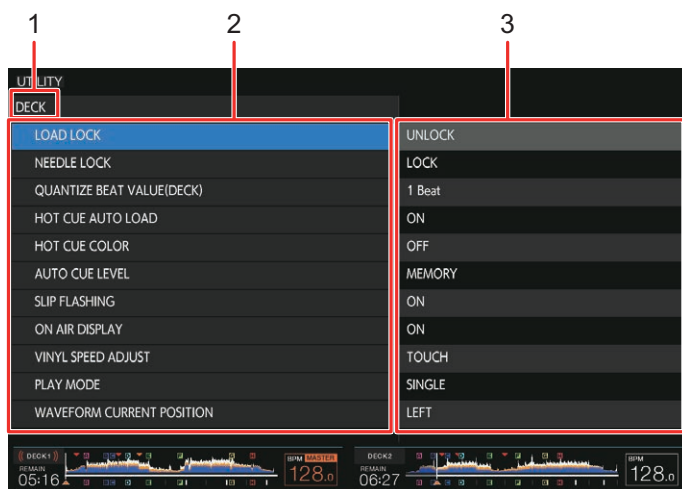 1 2 3
UTILITY
DECK
LOAD LOCK UNLOCK
NEEDLE LOCK LOCK
QUANTIZE BEAT VALUE(DECK) 1 Beat
HOT CUE AUTO LOAD ON
HOT CUE COLOR OFF
AUTO CUE LEVEL MEMORY
SLIP FLASHING ON
ON AIR DISPLAY ON
VINYL SPEED ADJUST TOUCH
PLAY MODE SINGLE
WAVEFORM CURRENT POSITION LEFT
DECK1 BPM MASTER DECK2 BPM
REMAIN REMAIN
05:16 128.0 06:27 128.0